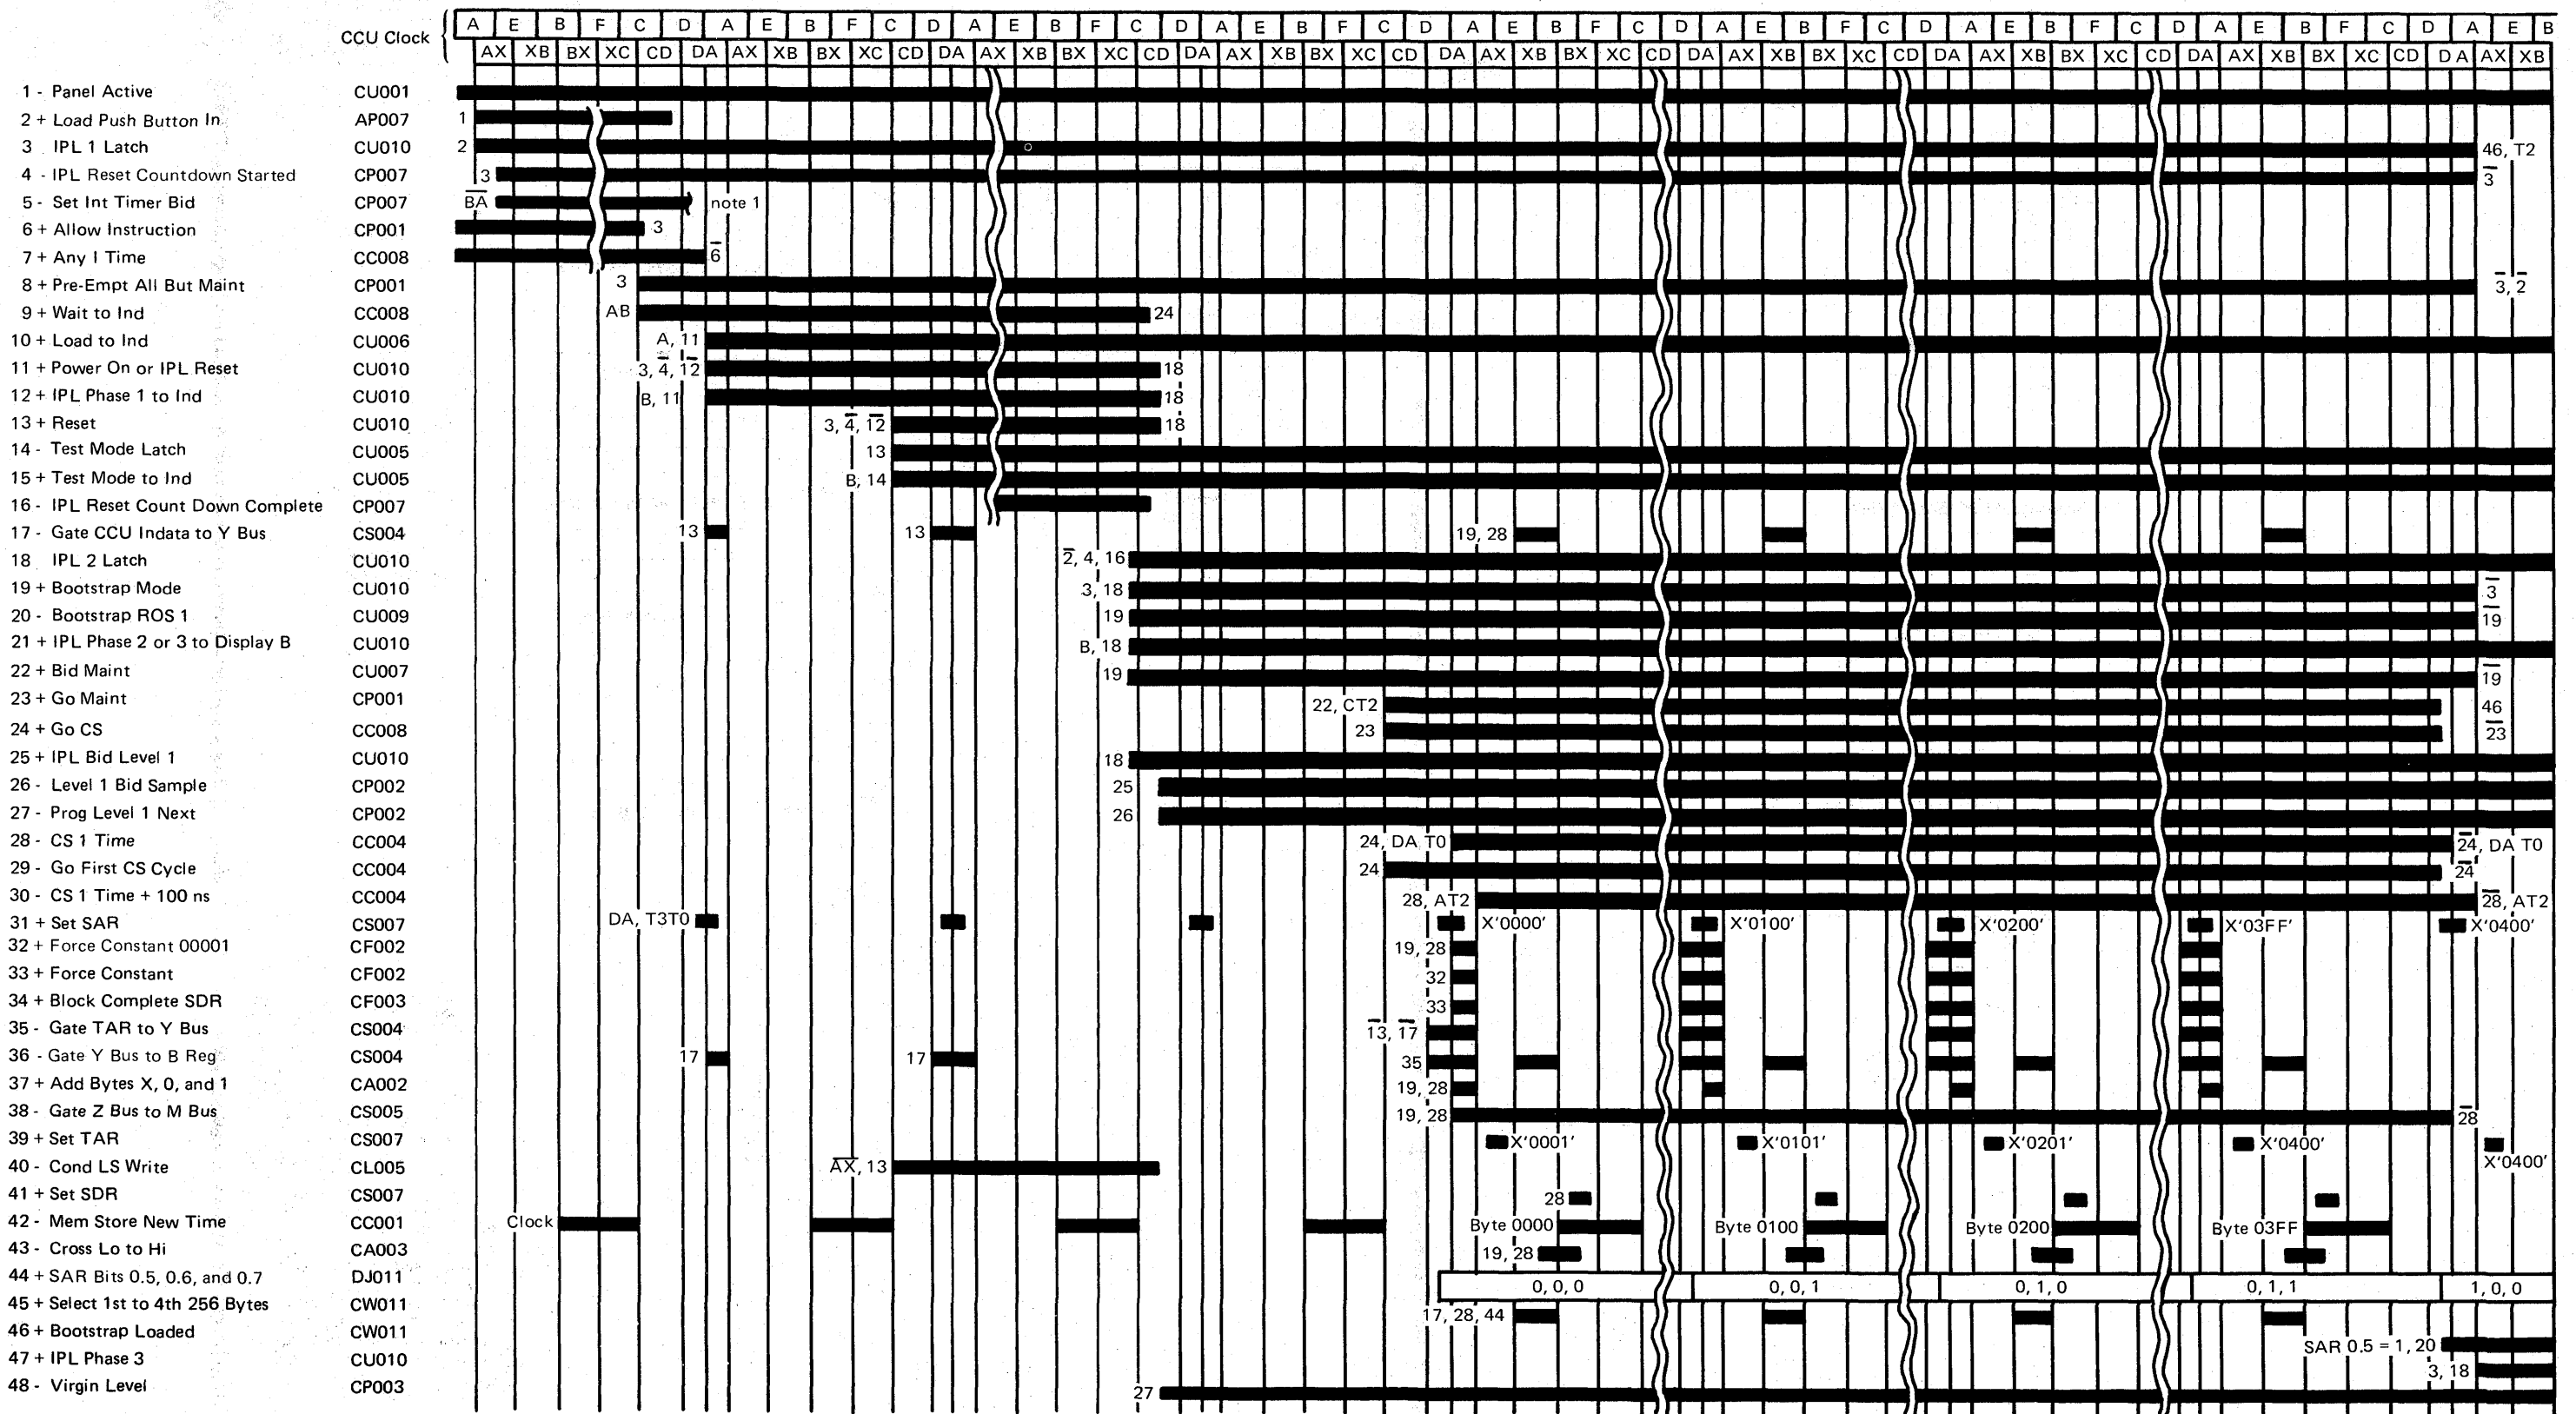 CCU Clock
A E B F C D A E B F C D A E B F C D A E B F C D A E B F C D A E B F C D A E B F C D A E B F C D A E B
AX XB BX XC CD DA AX XB BX XC CD DA AX XB BX XC CD DA AX XB BX XC CD DA AX XB BX XC CD DA AX XB BX XC CD DA AX XB BX XC CD DA AX XB BX XC CD DA AX XB
1 - Panel Active CU001
2 + Load Push Button In AP007 1
3 IPL 1 Latch CU010 2 46, T2
4 - IPL Reset Countdown Started CP007 3 3̅
5 - Set Int Timer Bid CP007 B̅A̅ note 1
6 + Allow Instruction CP001 3
7 + Any I Time CC008 6̅
8 + Pre-Empt All But Maint CP001 3 3̅, 2̅
9 + Wait to Ind CC008 AB 24
10 + Load to Ind CU006 A, 11
11 + Power On or IPL Reset CU010 3, 4̅, 1̅2̅ 18
12 + IPL Phase 1 to Ind CU010 B, 11 18
13 + Reset CU010 3, 4̅, 1̅2̅ 18
14 - Test Mode Latch CU005 13
15 + Test Mode to Ind CU005 B, 14
16 - IPL Reset Count Down Complete CP007
17 - Gate CCU Indata to Y Bus CS004 13 13 19, 28
18 IPL 2 Latch CU010 2̅, 4, 16
19 + Bootstrap Mode CU010 3, 18 3̅
20 - Bootstrap ROS 1 CU009 19 1̅9̅
21 + IPL Phase 2 or 3 to Display B CU010 B, 18
22 + Bid Maint CU007 19 1̅9̅
23 + Go Maint CP001 22, CT2 46
24 + Go CS CC008 23 2̅3̅
25 + IPL Bid Level 1 CU010 18
26 - Level 1 Bid Sample CP002 25
27 - Prog Level 1 Next CP002 26
28 - CS 1 Time CC004 24, DA T0 2̅4̅, DA T0
29 - Go First CS Cycle CC004 24 2̅4̅
30 - CS 1 Time + 100 ns CC004 28, AT2 2̅8̅, AT2
31 + Set SAR CS007 DA, T3T0 X'0000' X'0100' X'0200' X'03FF' X'0400'
32 + Force Constant 00001 CF002 19, 28
33 + Force Constant CF002 32
34 + Block Complete SDR CF003 33
35 - Gate TAR to Y Bus CS004 1̅3̅, 1̅7̅
36 - Gate Y Bus to B Reg CS004 17 17 35
37 + Add Bytes X, 0, and 1 CA002 19, 28
38 - Gate Z Bus to M Bus CS005 19, 28 2̅8̅
39 + Set TAR CS007 X'0001' X'0101' X'0201' X'0400' X'0400'
40 - Cond LS Write CL005 A̅X̅, 13
41 + Set SDR CS007 28
42 - Mem Store New Time CC001 Clock Byte 0000 Byte 0100 Byte 0200 Byte 03FF
43 - Cross Lo to Hi CA003 19, 28
44 + SAR Bits 0.5, 0.6, and 0.7 DJ011 0, 0, 0 0, 0, 1 0, 1, 0 0, 1, 1 1, 0, 0
45 + Select 1st to 4th 256 Bytes CW011 17, 28, 44
46 + Bootstrap Loaded CW011 SAR 0.5 = 1, 20
47 + IPL Phase 3 CU010 3, 18
48 - Virgin Level CP003 27